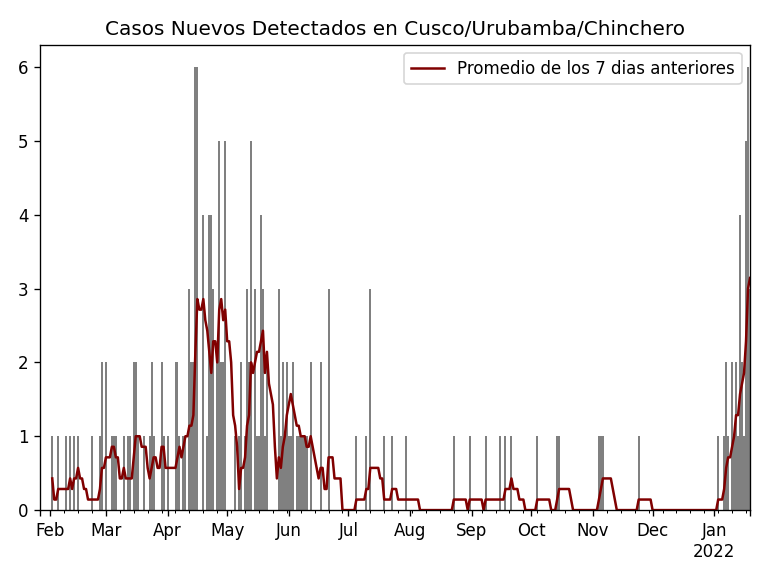 Casos Nuevos Detectados en Cusco/Urubamba/Chinchero
Promedio de los 7 dias anteriores
6
5
4
3
2
1
0
Feb Mar Apr May Jun Jul Aug Sep Oct Nov Dec Jan
2022